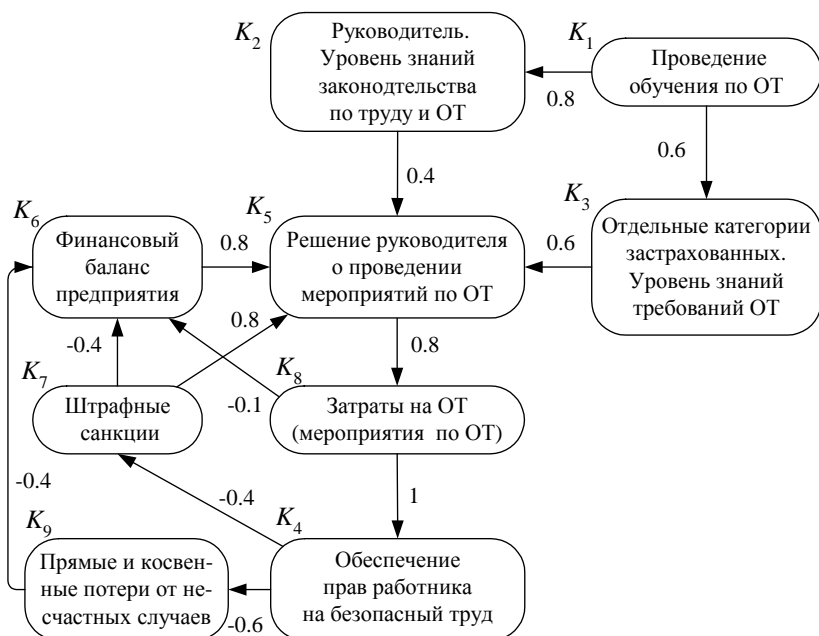 K2
Руководитель.
Уровень знаний
законодтельства
по труду и ОТ
K1
Проведение
обучения по ОТ
0.8
0.6
0.4
K3
Отдельные категории
застрахованных.
Уровень знаний
требований ОТ
0.6
K5
Решение руководителя
о проведении
мероприятий по ОТ
K6
Финансовый
баланс
предприятия
0.8
0.8
-0.4
0.8
K7
Штрафные
санкции
K8
-0.1
Затраты на ОТ
(мероприятия по ОТ)
1
-0.4
-0.4
K4
Обеспечение
прав работника
на безопасный труд
K9
Прямые и косвен-
ные потери от не-
счастных случаев
-0.6